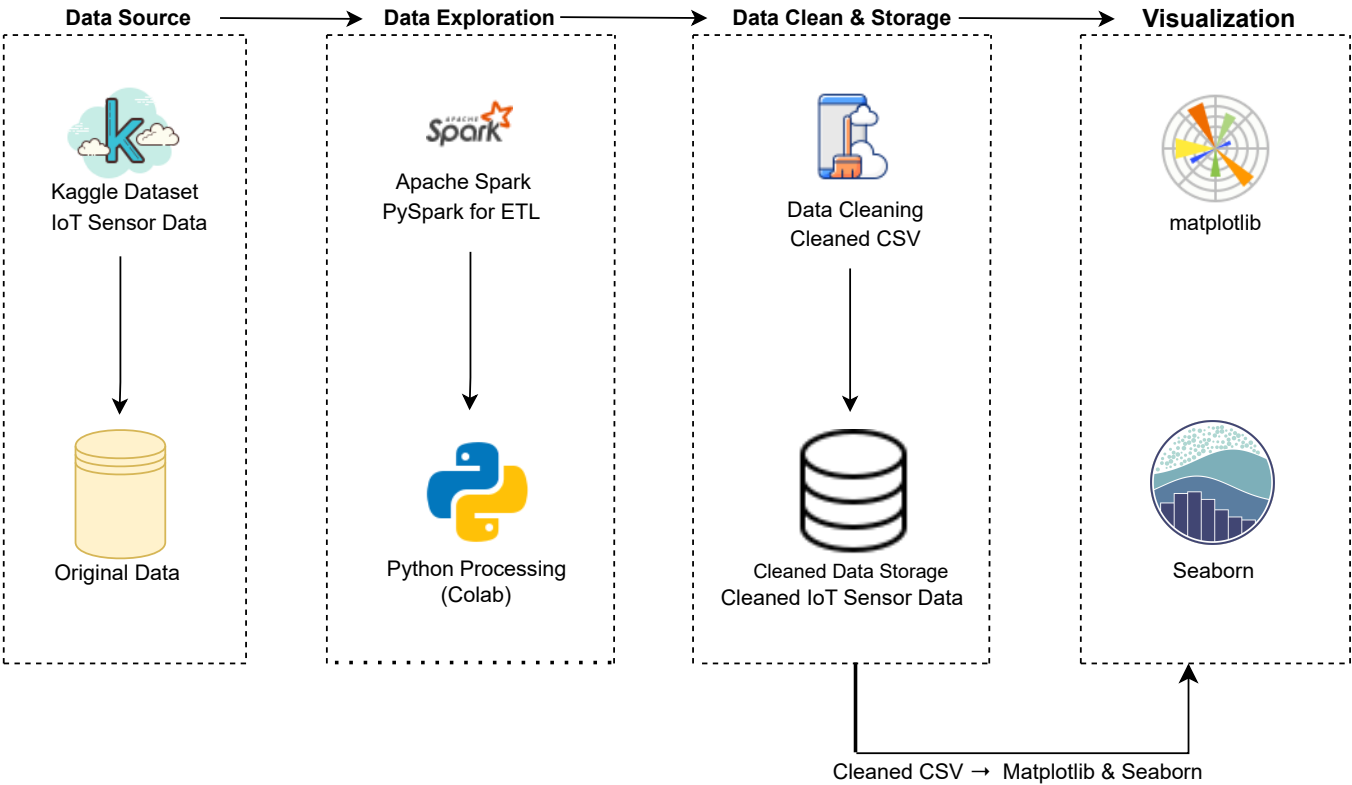 Data Source
Data Exploration
Data Clean & Storage
Visualization
k
Kaggle Dataset
IoT Sensor Data
Original Data
APACHE
Spark
Apache Spark
PySpark for ETL
Python Processing
(Colab)
Data Cleaning
Cleaned CSV
Cleaned Data Storage
Cleaned IoT Sensor Data
matplotlib
Seaborn
Cleaned CSV → Matplotlib & Seaborn